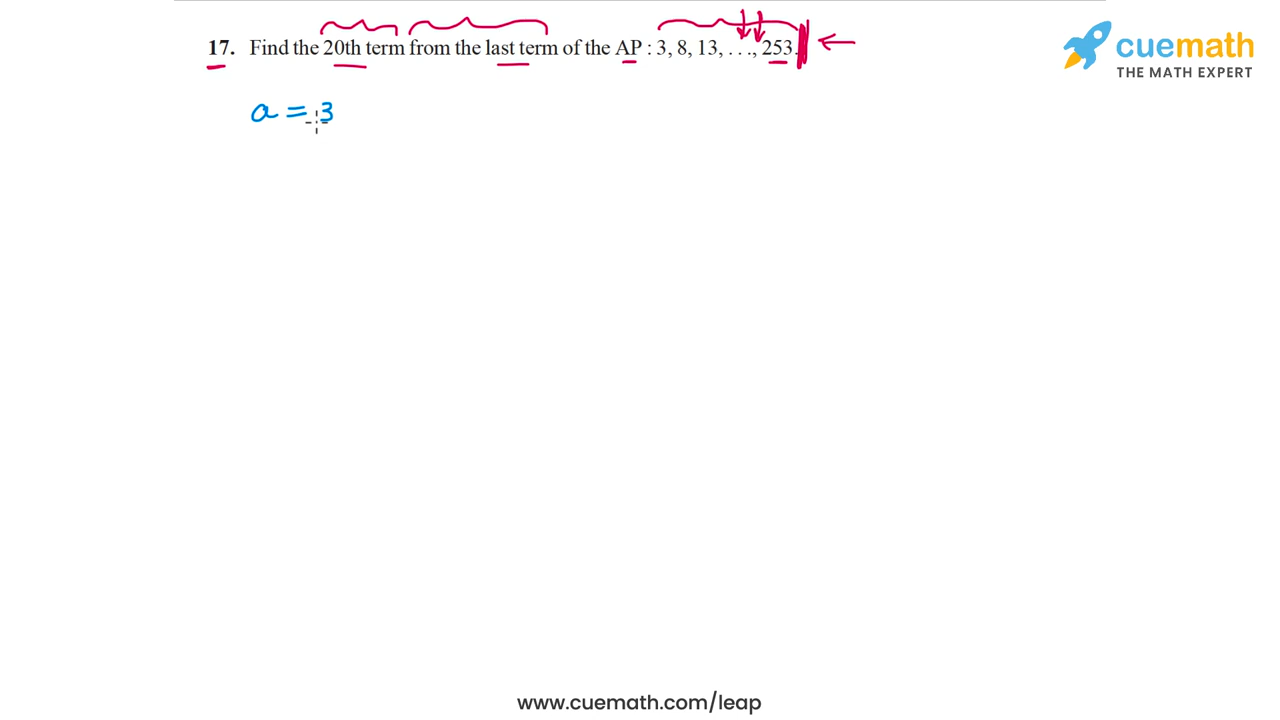 17. Find the 20th term from the last term of the AP : 3, 8, 13, . . ., 253.
cuemath
THE MATH EXPERT
a = 3
www.cuemath.com/leap